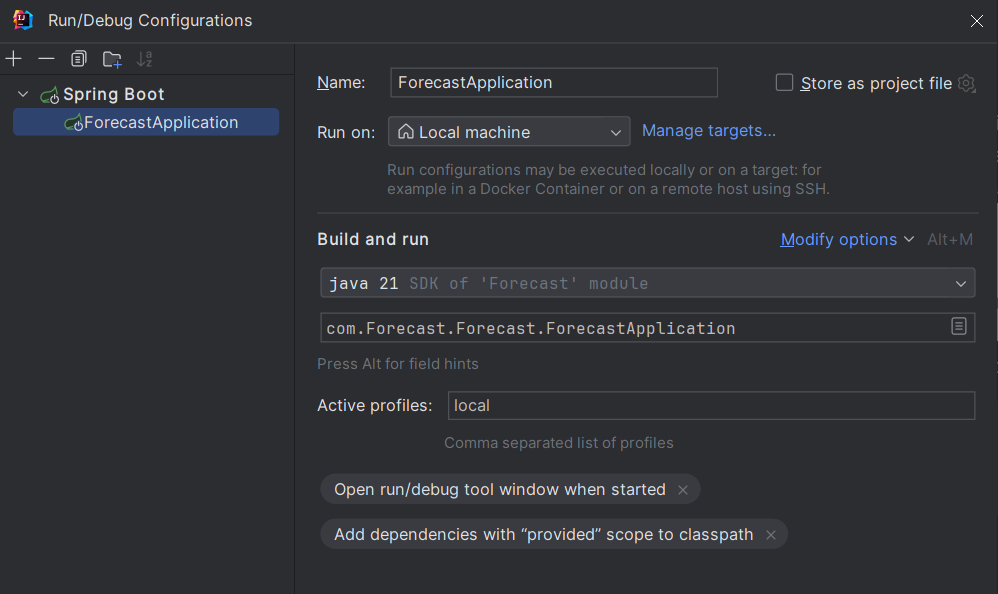 Run/Debug Configurations
Spring Boot
ForecastApplication
Name: ForecastApplication Store as project file
Run on: Local machine Manage targets...
Run configurations may be executed locally or on a target: for
example in a Docker Container or on a remote host using SSH.
Build and run Modify options Alt+M
java 21 SDK of 'Forecast' module
com.Forecast.Forecast.ForecastApplication
Press Alt for field hints
Active profiles: local
Comma separated list of profiles
Open run/debug tool window when started ×
Add dependencies with “provided” scope to classpath ×